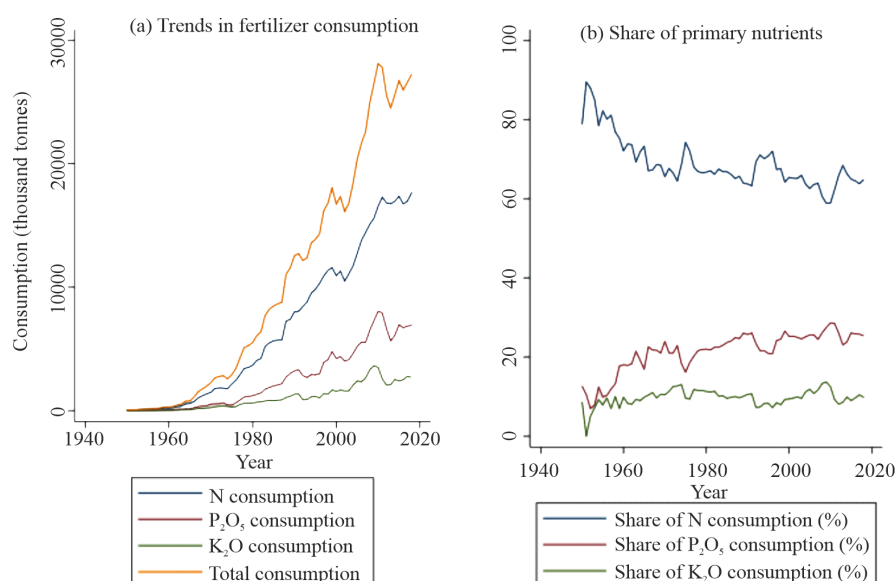 (a) Trends in fertilizer consumption
Consumption (thousand tonnes)
30000
20000
10000
0
1940
1960
1980
2000
2020
Year
N consumption
P₂O₅ consumption
K₂O consumption
Total consumption
(b) Share of primary nutrients
100
80
60
40
20
0
1940
1960
1980
2000
2020
Year
Share of N consumption (%)
Share of P₂O₅ consumption (%)
Share of K₂O consumption (%)